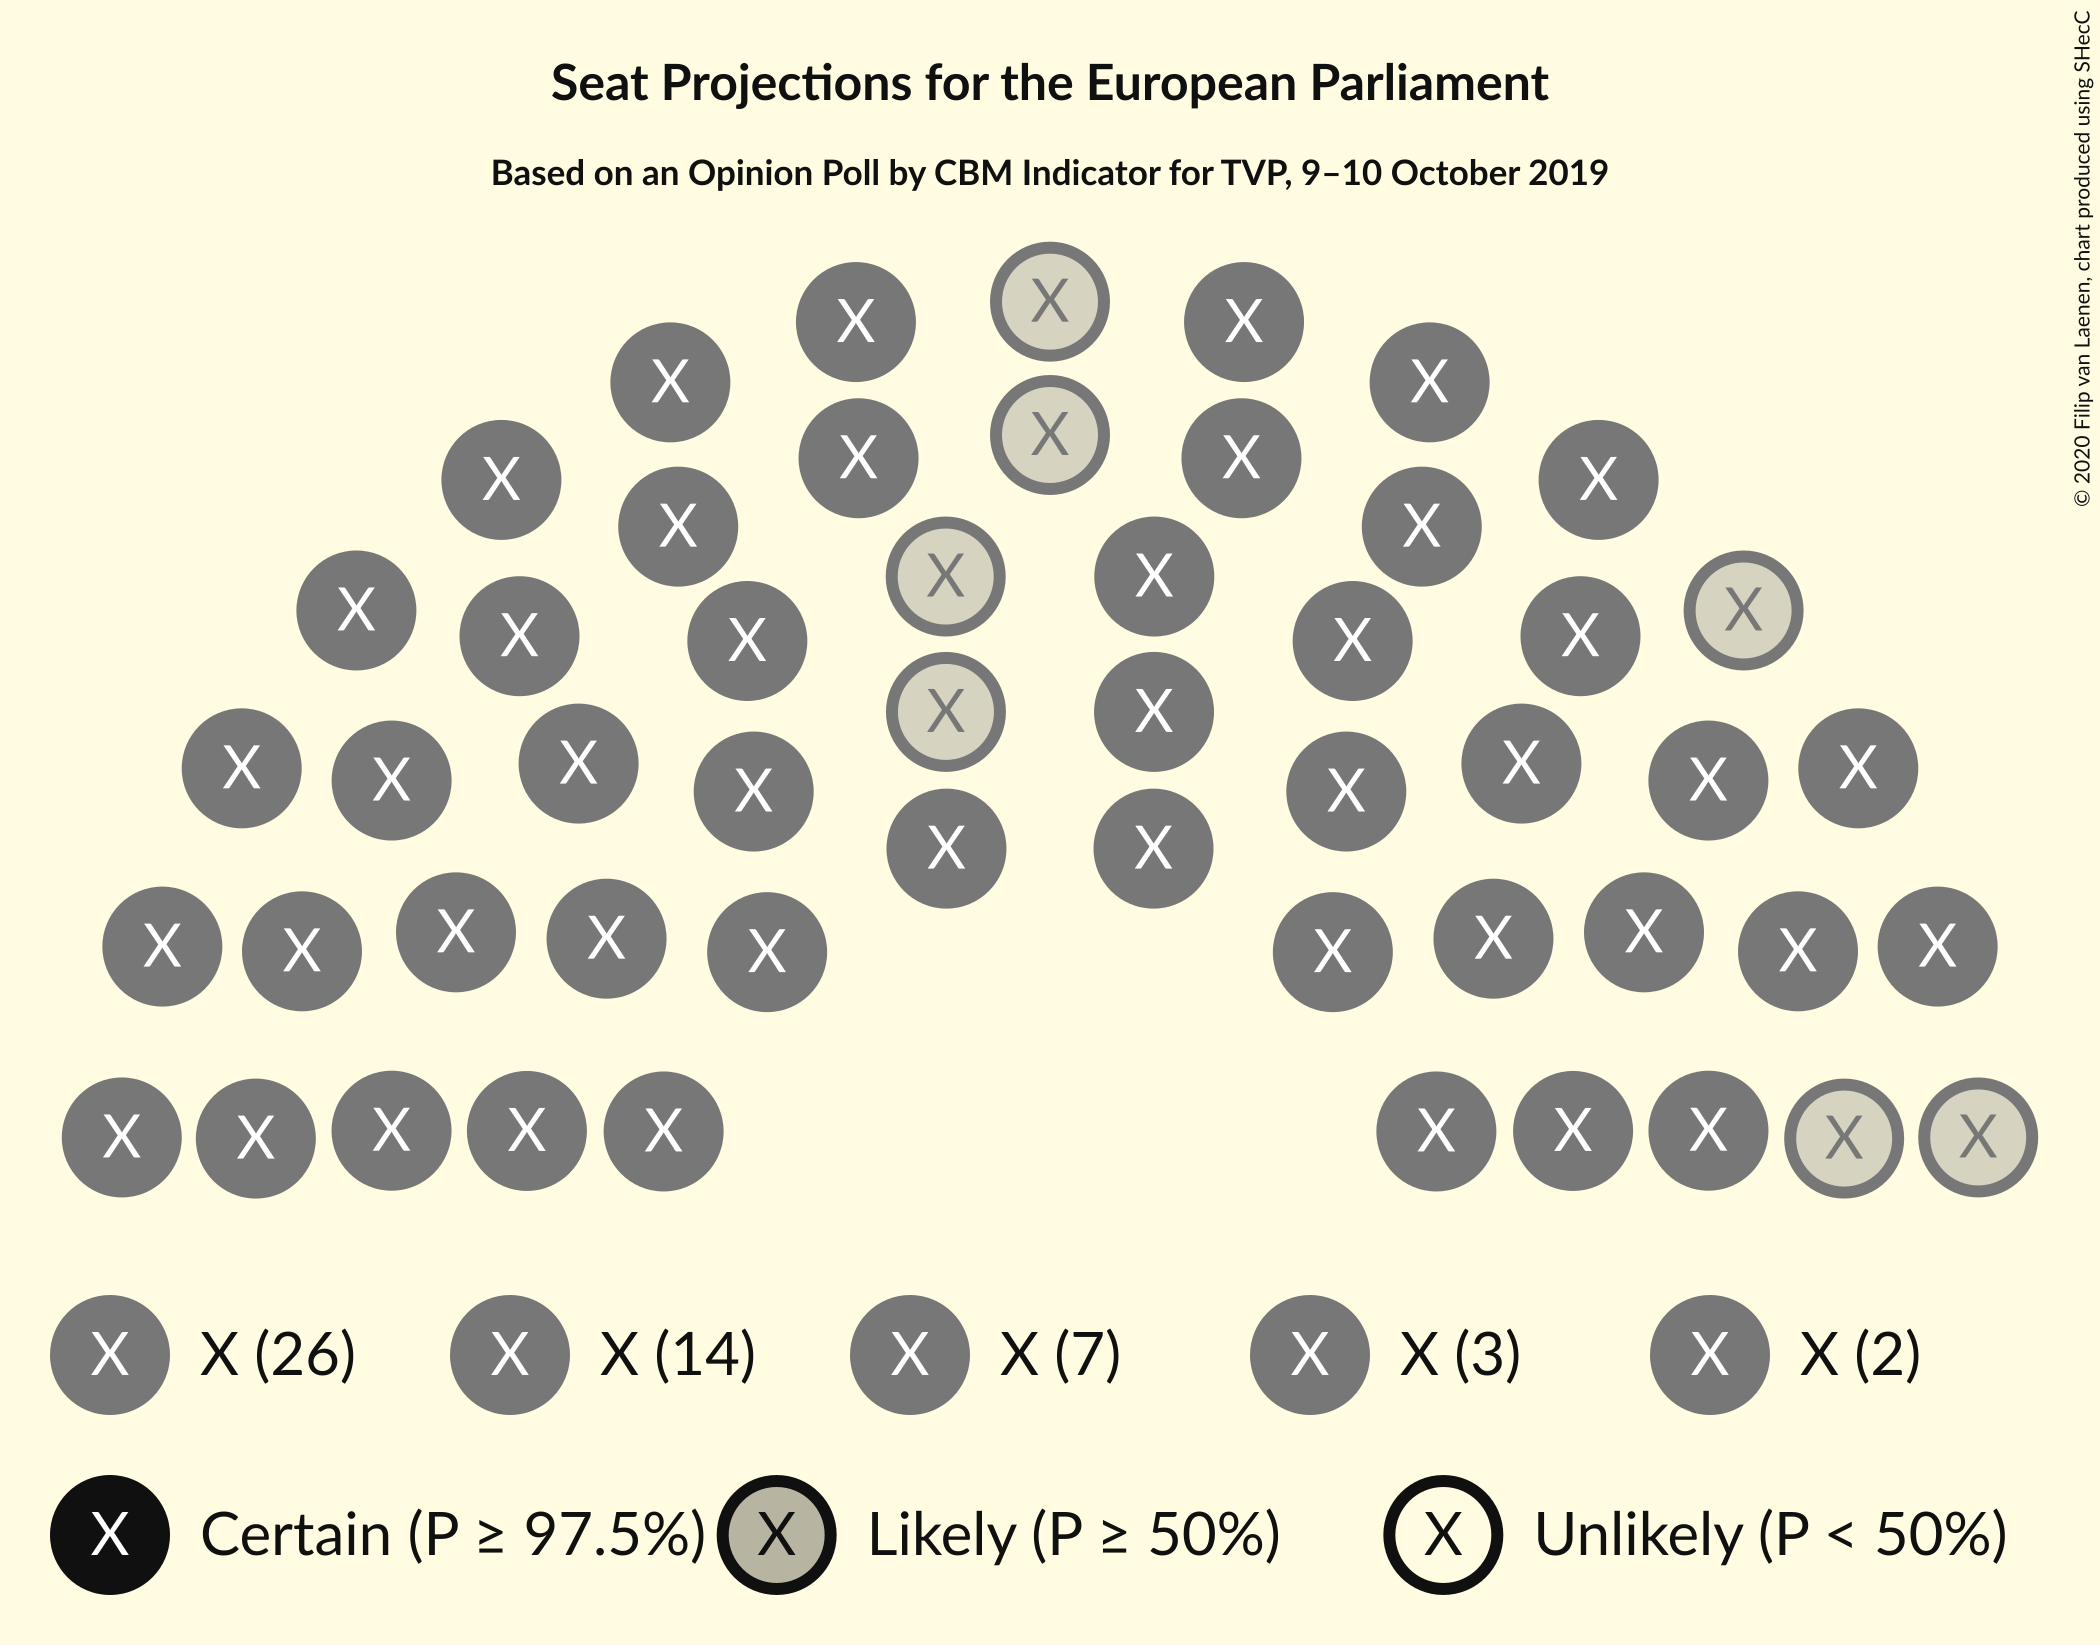 Seat Projections for the European Parliament
Based on an Opinion Poll by CBM Indicator for TVP, 9–10 October 2019
© 2020 Filip van Laenen, chart produced using SHecC
X X X
X X
X X X
X X
X X
X X
X X
X X X X
X X
X X
X X X X
X X X X
X X
X X
X X X X
X X
X X X X
X X X X
X X
X X X X X X
X X X X
X X X (26) X X (14) X X (7) X X (3) X X (2)
X Certain (P ≥ 97.5%) X Likely (P ≥ 50%) X Unlikely (P < 50%)